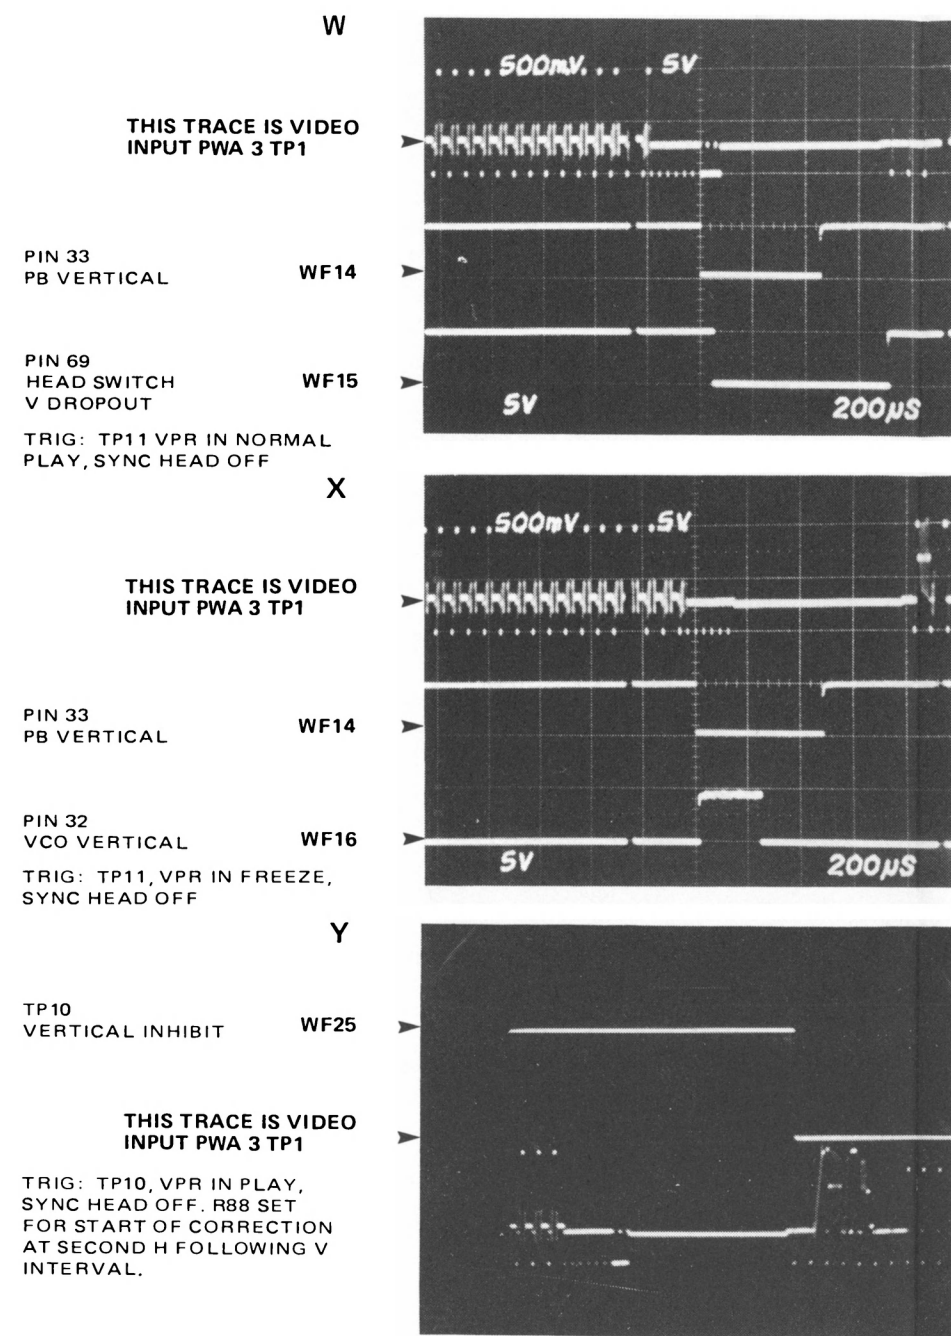 W
500mV 5V
THIS TRACE IS VIDEO
INPUT PWA 3 TP1
PIN 33
PB VERTICAL WF14
PIN 69
HEAD SWITCH WF15
V DROPOUT
5V 200µS
TRIG: TP11 VPR IN NORMAL
PLAY, SYNC HEAD OFF
X
500mV 5V
THIS TRACE IS VIDEO
INPUT PWA 3 TP1
PIN 33
PB VERTICAL WF14
PIN 32
VCO VERTICAL WF16
5V 200µS
TRIG: TP11, VPR IN FREEZE,
SYNC HEAD OFF
Y
TP10
VERTICAL INHIBIT WF25
THIS TRACE IS VIDEO
INPUT PWA 3 TP1
TRIG: TP10, VPR IN PLAY,
SYNC HEAD OFF. R88 SET
FOR START OF CORRECTION
AT SECOND H FOLLOWING V
INTERVAL.